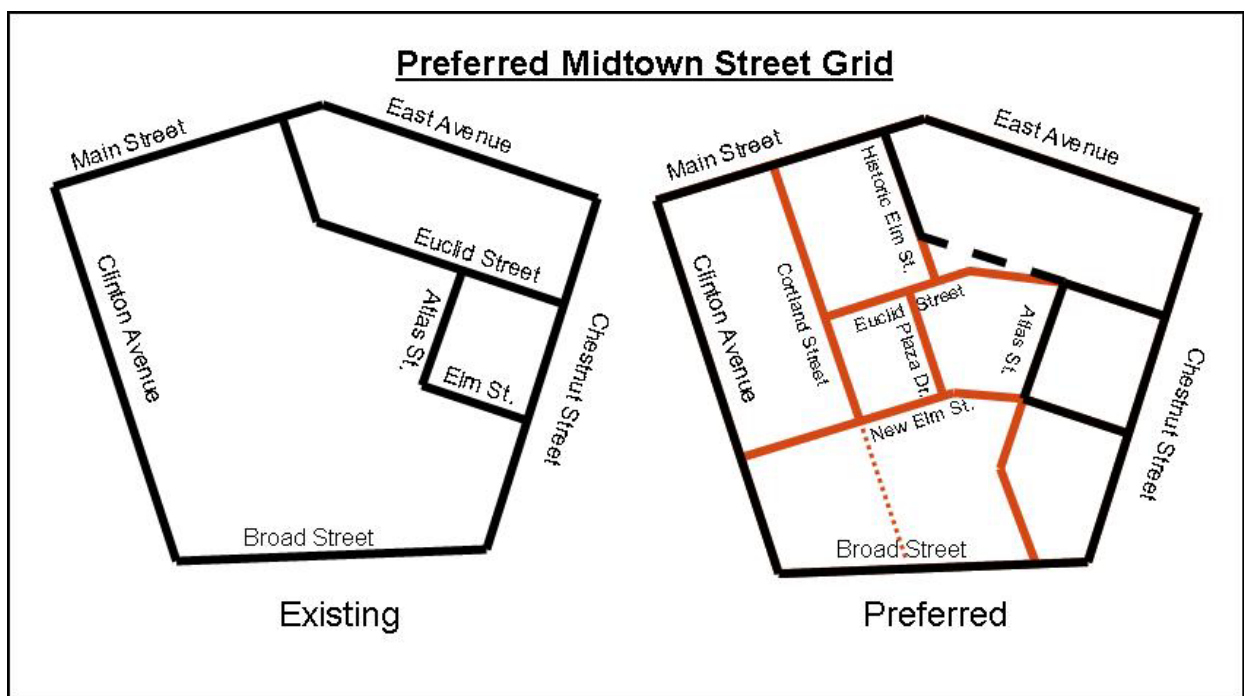 Preferred Midtown Street Grid
Main Street
East Avenue
Euclid Street
Clinton Avenue
Atlas St.
Elm St.
Chestnut Street
Broad Street
Existing
Main Street
East Avenue
Historic Elm St.
Clinton Avenue
Cortland Street
Euclid Street
Plaza Dr.
Atlas St.
New Elm St.
Chestnut Street
Broad Street
Preferred